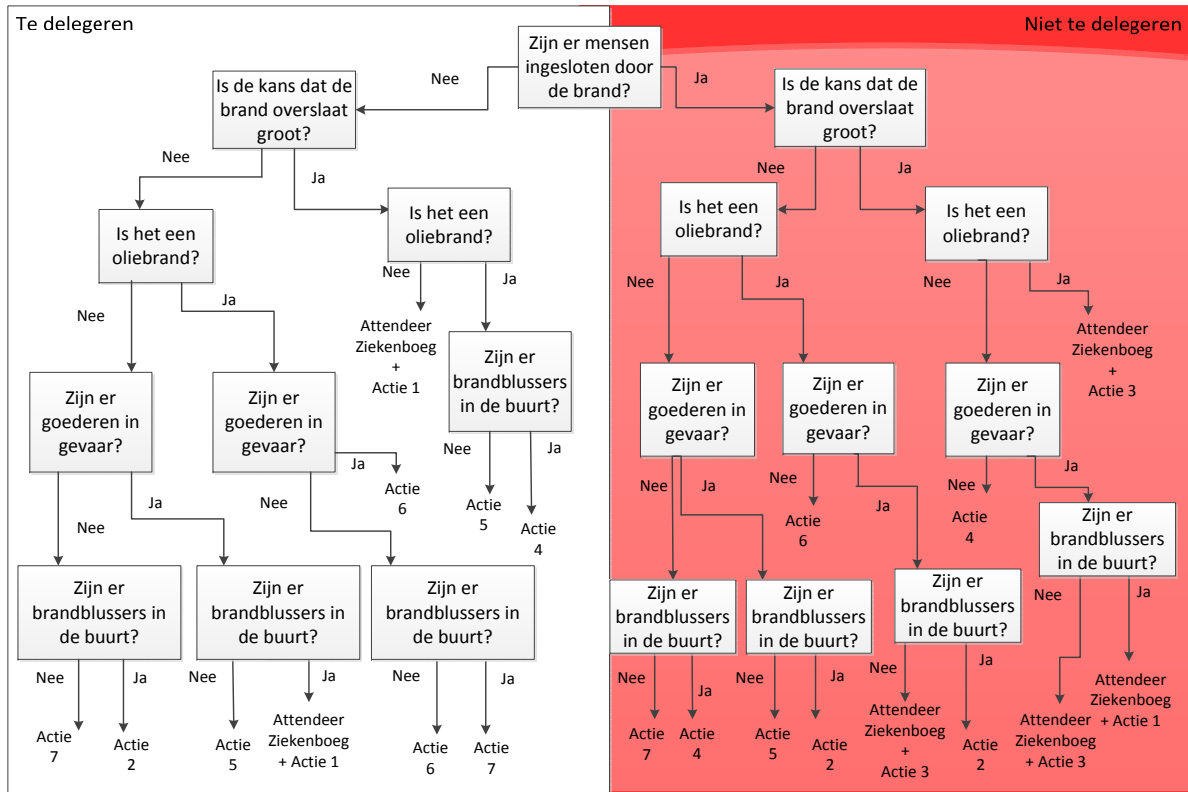 Te delegeren
Niet te delegeren
Zijn er mensen
ingesloten door
de brand?
Nee
Ja
Is de kans dat de
brand overslaat
groot?
Is de kans dat de
brand overslaat
groot?
Nee
Ja
Nee
Ja
Is het een
oliebrand?
Is het een
oliebrand?
Is het een
oliebrand?
Is het een
oliebrand?
Nee
Ja
Nee
Ja
Nee
Ja
Nee
Ja
Attendeer
Ziekenboeg
+
Actie 1
Attendeer
Ziekenboeg
+
Actie 3
Zijn er
brandblussers
in de buurt?
Zijn er
goederen in
gevaar?
Zijn er
goederen in
gevaar?
Zijn er
goederen in
gevaar?
Zijn er
goederen in
gevaar?
Zijn er
goederen in
gevaar?
Nee
Ja
Nee
Ja
Nee
Ja
Nee
Ja
Nee
Ja
Nee
Ja
Actie
6
Actie
5
Actie
4
Actie
6
Actie
4
Zijn er
brandblussers
in de buurt?
Zijn er
brandblussers in
de buurt?
Zijn er
brandblussers in
de buurt?
Zijn er
brandblussers in
de buurt?
Zijn er
brandblussers
in de buurt?
Zijn er
brandblussers
in de buurt?
Zijn er
brandblussers
in de buurt?
Nee
Ja
Nee
Ja
Nee
Ja
Nee
Ja
Nee
Ja
Nee
Ja
Nee
Ja
Actie
7
Actie
2
Actie
5
Attendeer
Ziekenboeg
+ Actie 1
Actie
6
Actie
7
Actie
7
Actie
4
Actie
5
Actie
2
Attendeer
Ziekenboeg
+
Actie 3
Actie
2
Attendeer
Ziekenboeg
+ Actie 3
Attendeer
Ziekenboeg
+ Actie 1